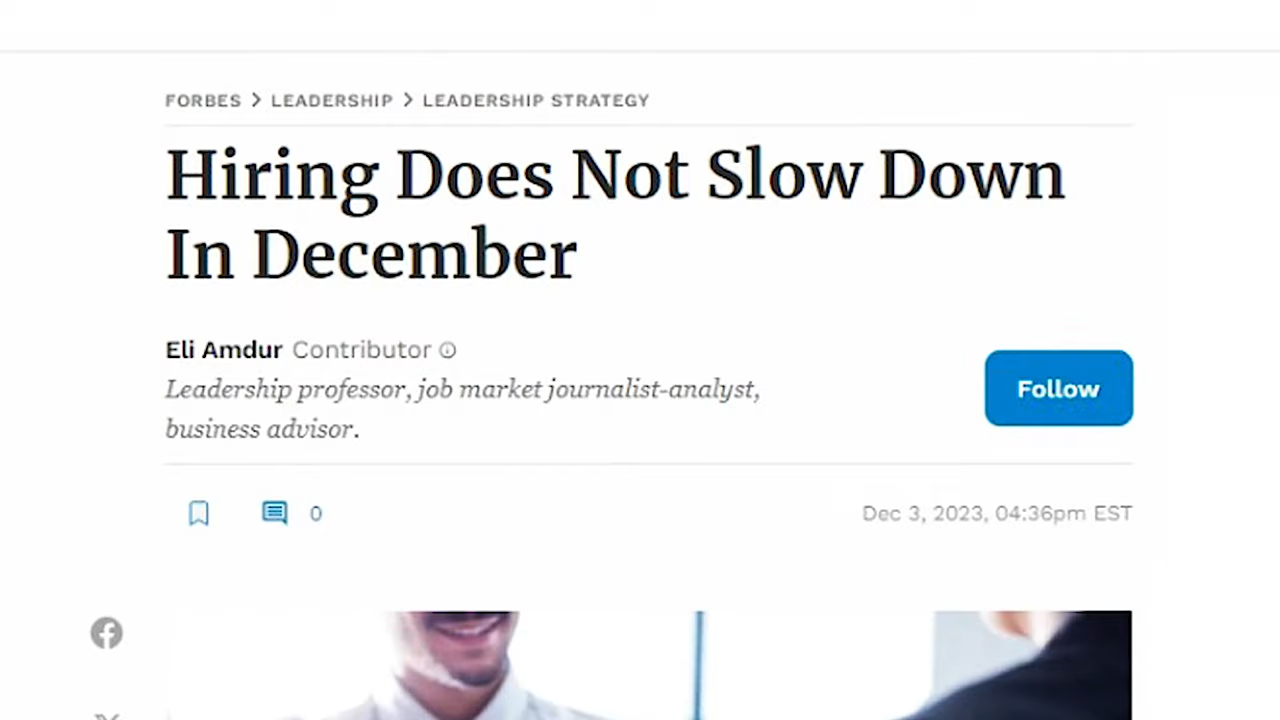 FORBES > LEADERSHIP > LEADERSHIP STRATEGY
Hiring Does Not Slow Down
In December
Eli Amdur Contributor
Leadership professor, job market journalist-analyst,
business advisor.
Follow
0
Dec 3, 2023, 04:36pm EST